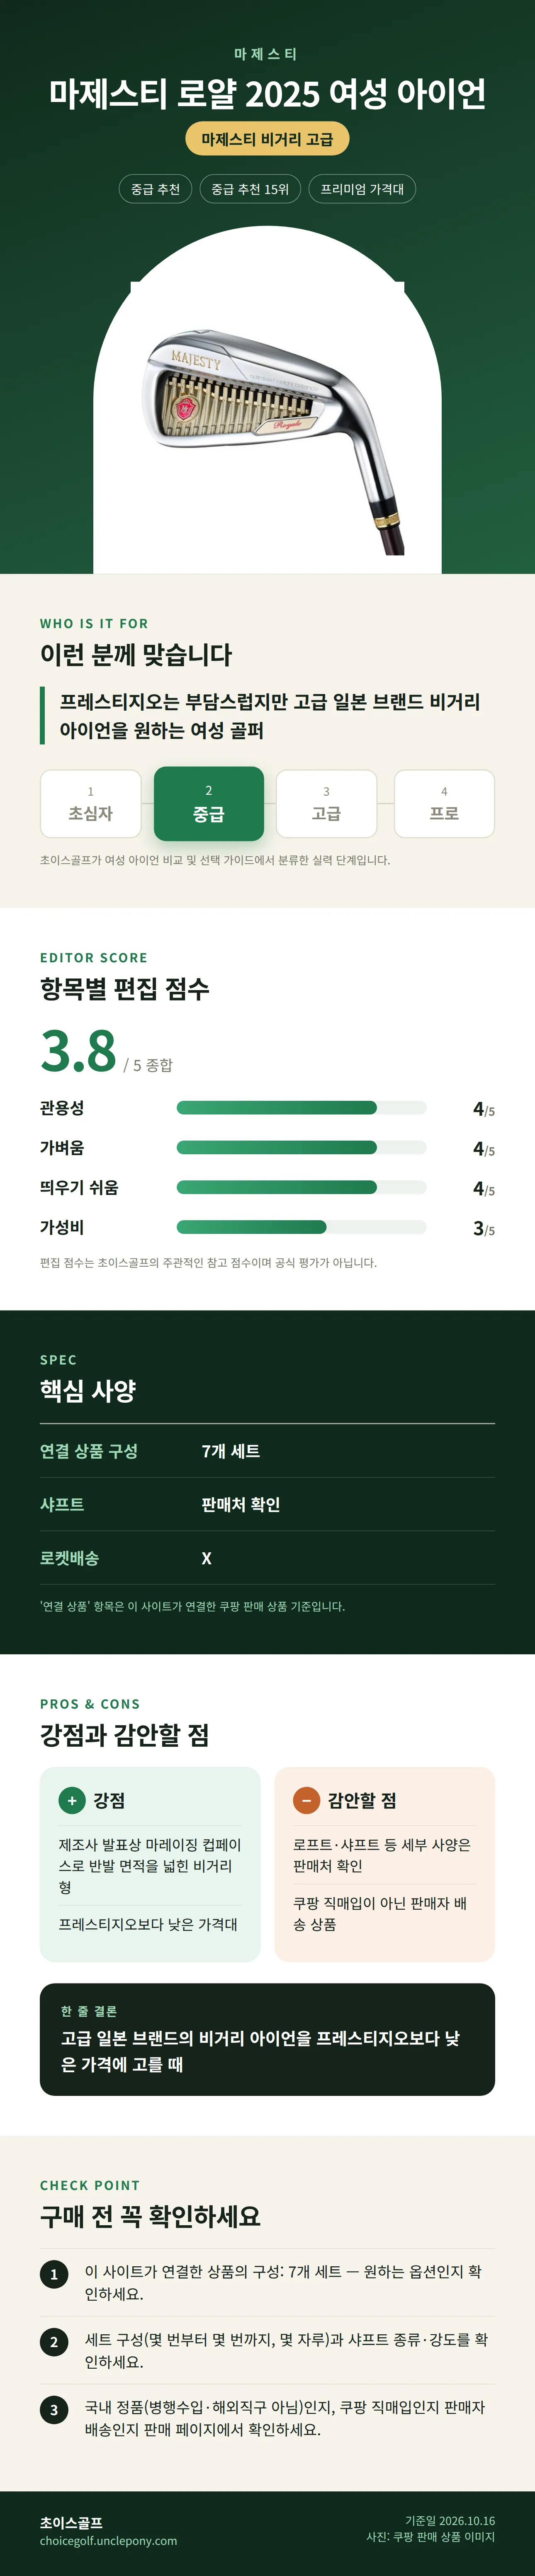 마제스티
마제스티 로얄 2025 여성 아이언
마제스티 비거리 고급
중급 추천
중급 추천 15위
프리미엄 가격대
MAJESTY
Royale
WHO IS IT FOR
이런 분께 맞습니다
프레스티지오는 부담스럽지만 고급 일본 브랜드 비거리
아이언을 원하는 여성 골퍼
1
초심자
2
중급
3
고급
4
프로
초이스골프가 여성 아이언 비교 및 선택 가이드에서 분류한 실력 단계입니다.
EDITOR SCORE
항목별 편집 점수
3.8 / 5 종합
관용성 4/5
가벼움 4/5
띄우기 쉬움 4/5
가성비 3/5
편집 점수는 초이스골프의 주관적인 참고 점수이며 공식 평가가 아닙니다.
SPEC
핵심 사양
연결 상품 구성 7개 세트
샤프트 판매처 확인
로켓배송 X
'연결 상품' 항목은 이 사이트가 연결한 쿠팡 판매 상품 기준입니다.
PROS & CONS
강점과 감안할 점
+ 강점
제조사 발표상 마레이징 컵페이
스로 반발 면적을 넓힌 비거리
형
프레스티지오보다 낮은 가격대
− 감안할 점
로프트·샤프트 등 세부 사양은
판매처 확인
쿠팡 직매입이 아닌 판매자 배
송 상품
한 줄 결론
고급 일본 브랜드의 비거리 아이언을 프레스티지오보다 낮
은 가격에 고를 때
CHECK POINT
구매 전 꼭 확인하세요
1 이 사이트가 연결한 상품의 구성: 7개 세트 — 원하는 옵션인지 확
인하세요.
2 세트 구성(몇 번부터 몇 번까지, 몇 자루)과 샤프트 종류·강도를 확
인하세요.
3 국내 정품(병행수입·해외직구 아님)인지, 쿠팡 직매입인지 판매자
배송인지 판매 페이지에서 확인하세요.
초이스골프
choicegolf.unclepony.com
기준일 2026.10.16
사진: 쿠팡 판매 상품 이미지